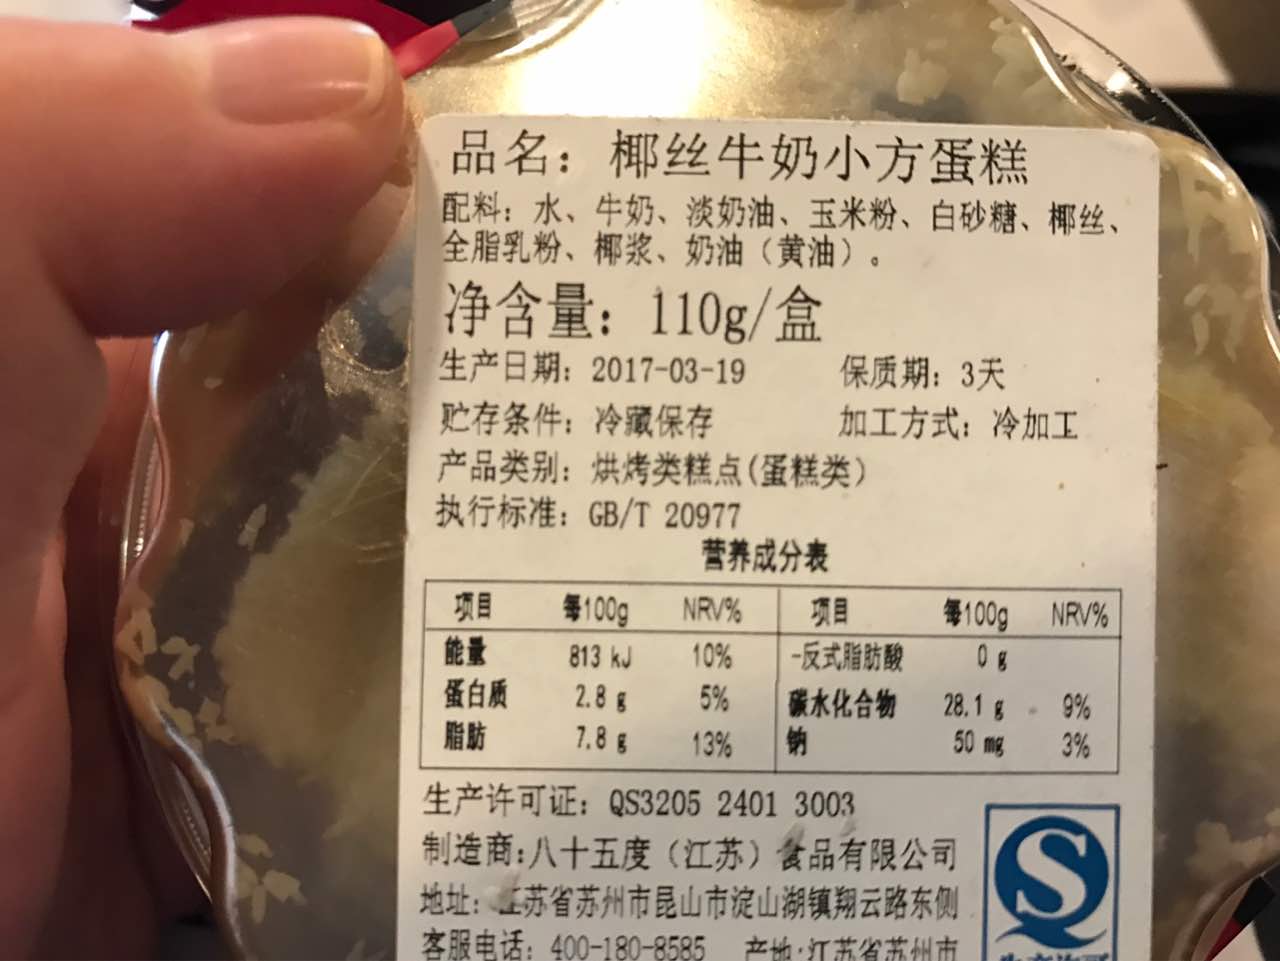 品名：椰丝牛奶小方蛋糕
配料：水、牛奶、淡奶油、玉米粉、白砂糖、椰丝、
全脂乳粉、椰浆、奶油（黄油）。
净含量：110g/盒
生产日期：2017-03-19 保质期：3天
贮存条件：冷藏保存 加工方式：冷加工
产品类别：烘烤类糕点(蛋糕类)
执行标准：GB/T 20977
营养成分表
项目 每100g NRV% 项目 每100g NRV%
能量 813 kJ 10% -反式脂肪酸 0 g
蛋白质 2.8 g 5% 碳水化合物 28.1 g 9%
脂肪 7.8 g 13% 钠 50 mg 3%
生产许可证：QS3205 2401 3003
制造商:八十五度（江苏）食品有限公司
地址：江苏省苏州市昆山市淀山湖镇翔云路东侧
客服电话：400-180-8585 产地:江苏省苏州市